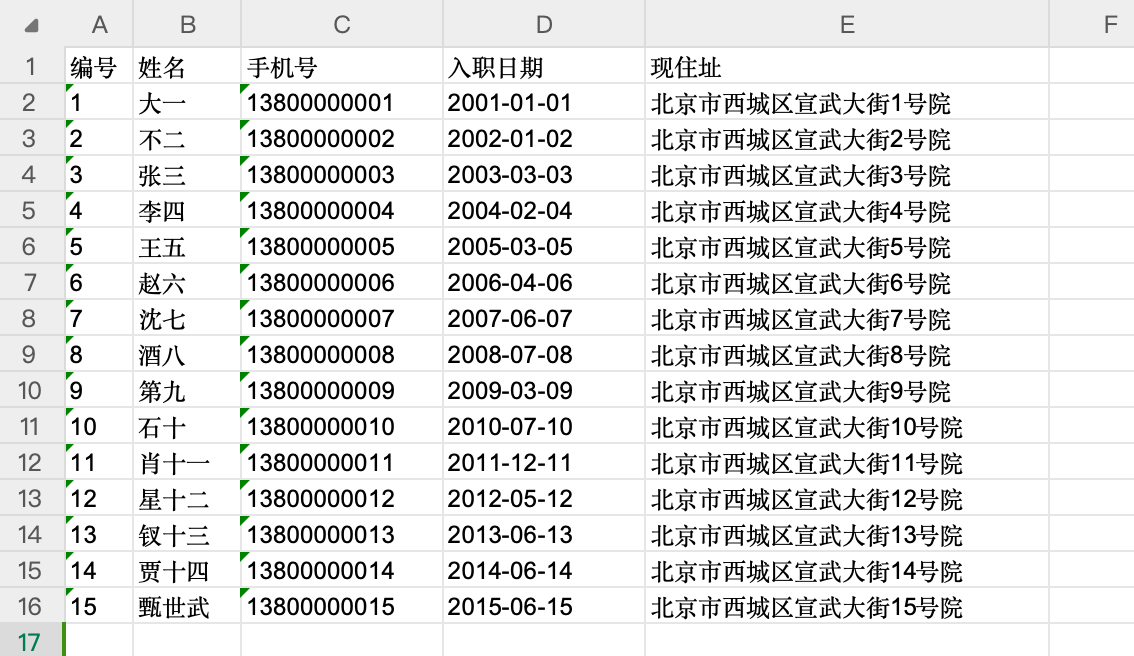 A B C D E F
1 编号 姓名 手机号 入职日期 现住址
2 1 大一 13800000001 2001-01-01 北京市西城区宣武大街1号院
3 2 不二 13800000002 2002-01-02 北京市西城区宣武大街2号院
4 3 张三 13800000003 2003-03-03 北京市西城区宣武大街3号院
5 4 李四 13800000004 2004-02-04 北京市西城区宣武大街4号院
6 5 王五 13800000005 2005-03-05 北京市西城区宣武大街5号院
7 6 赵六 13800000006 2006-04-06 北京市西城区宣武大街6号院
8 7 沈七 13800000007 2007-06-07 北京市西城区宣武大街7号院
9 8 酒八 13800000008 2008-07-08 北京市西城区宣武大街8号院
10 9 第九 13800000009 2009-03-09 北京市西城区宣武大街9号院
11 10 石十 13800000010 2010-07-10 北京市西城区宣武大街10号院
12 11 肖十一 13800000011 2011-12-11 北京市西城区宣武大街11号院
13 12 星十二 13800000012 2012-05-12 北京市西城区宣武大街12号院
14 13 钗十三 13800000013 2013-06-13 北京市西城区宣武大街13号院
15 14 贾十四 13800000014 2014-06-14 北京市西城区宣武大街14号院
16 15 甄世武 13800000015 2015-06-15 北京市西城区宣武大街15号院
17